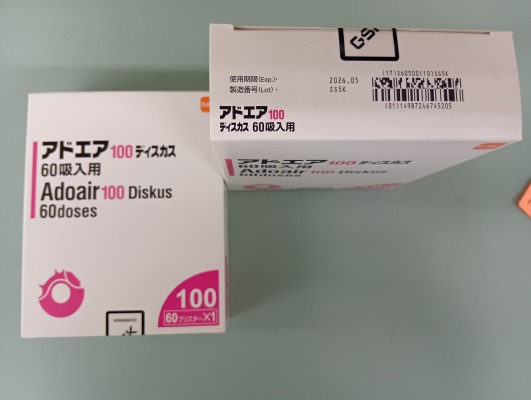 アドエア100ディスカス
60吸入用
Adoair100 Diskus
60doses
100
60ブリスター×1
GSK
使用期限(Exp.)・ 2026.05
製造番号(Lot)・ SS5K
(17)260500(10)SS5K
(01)14987246745205
アドエア100
ディスカス 60吸入用
アドエア100ディスカス
60吸入用
Adoair100 Diskus
60doses